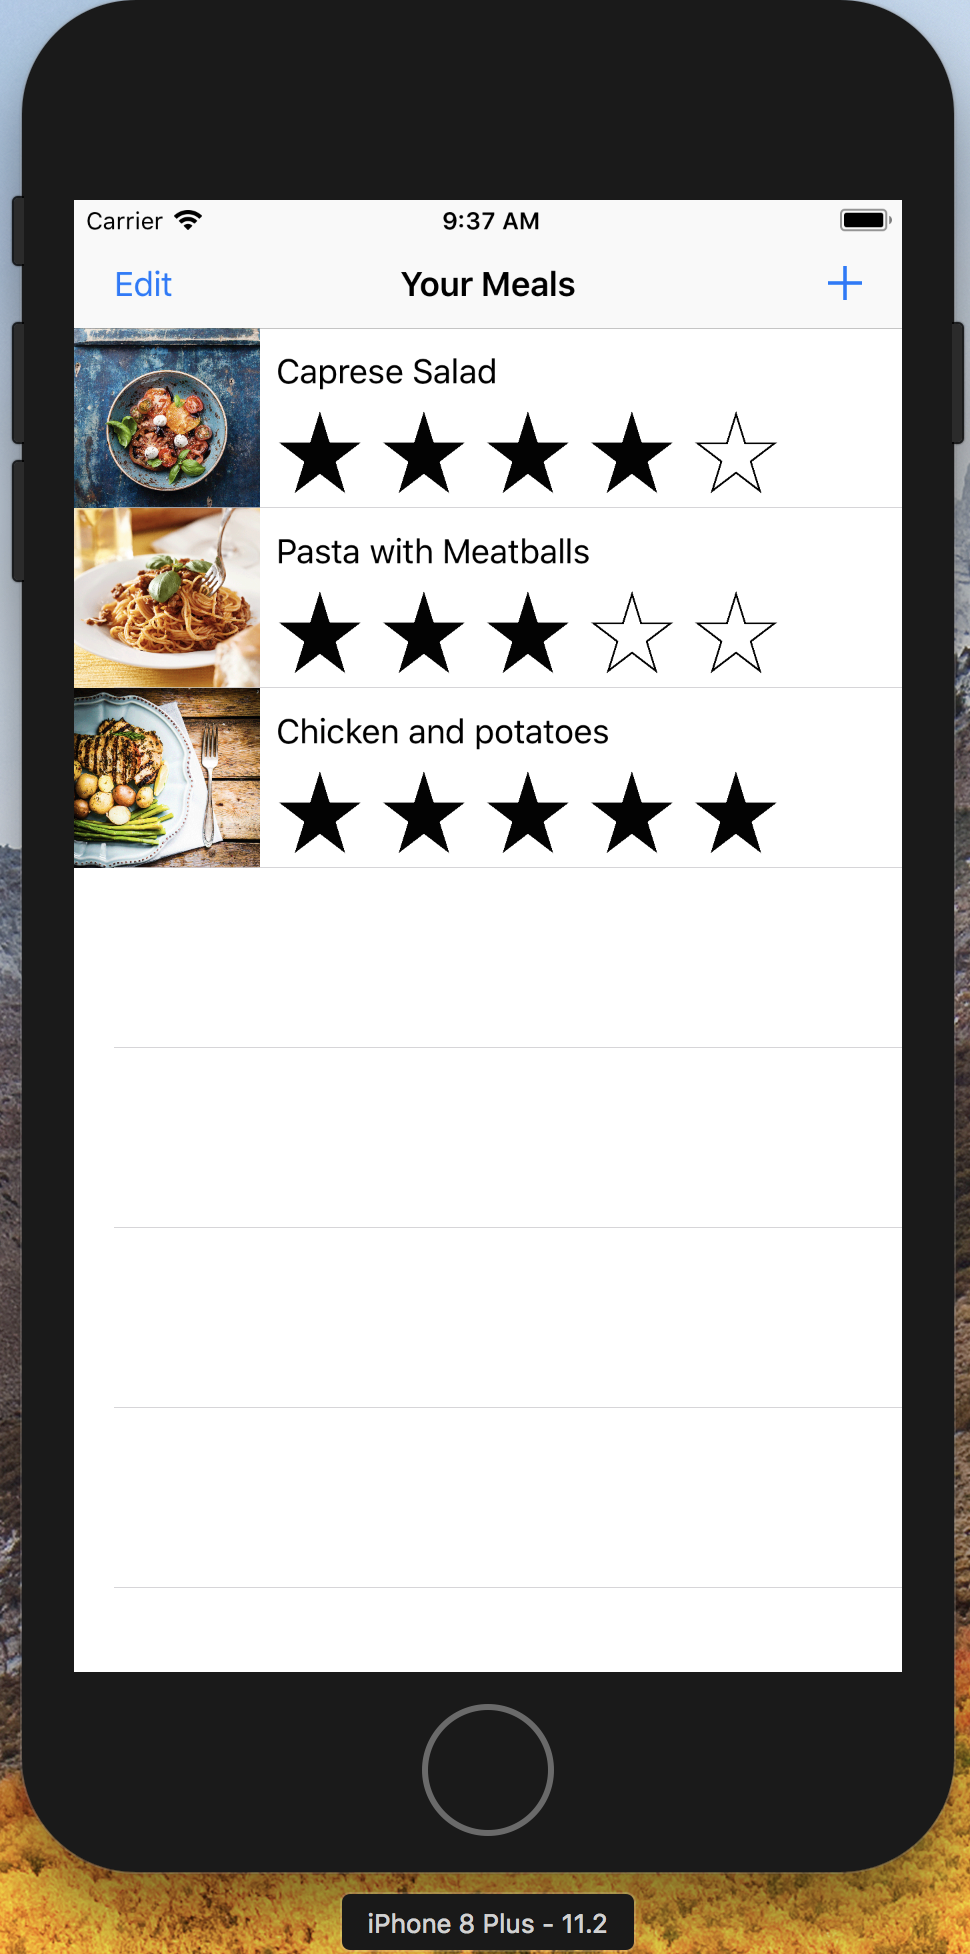 Carrier 9:37 AM
Edit Your Meals +
Caprese Salad
Pasta with Meatballs
Chicken and potatoes
iPhone 8 Plus - 11.2